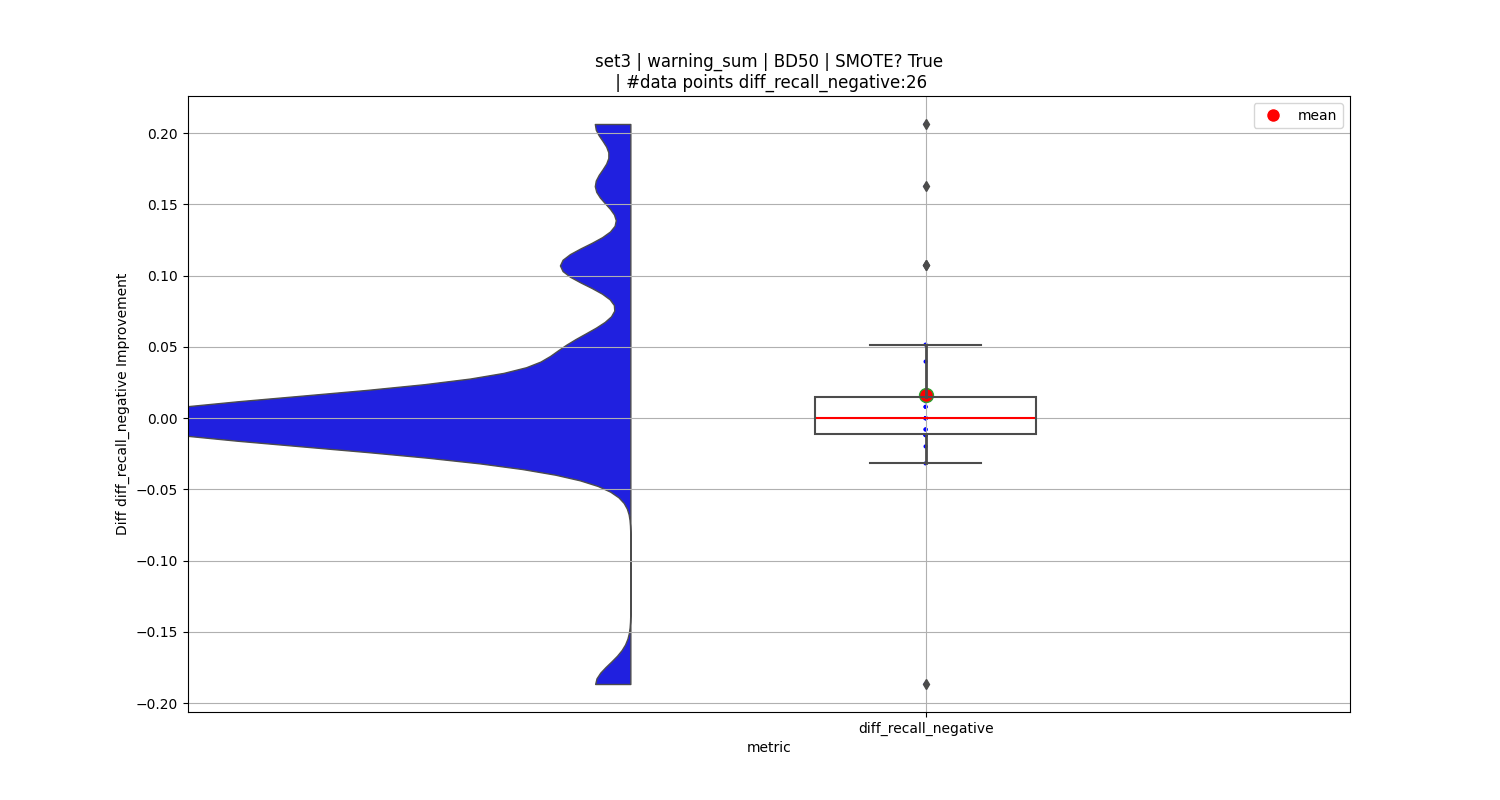 set3 | warning_sum | BD50 | SMOTE? True
| #data points diff_recall_negative:26
mean
Diff diff_recall_negative Improvement
0.20
0.15
0.10
0.05
0.00
−0.05
−0.10
−0.15
−0.20
diff_recall_negative
metric